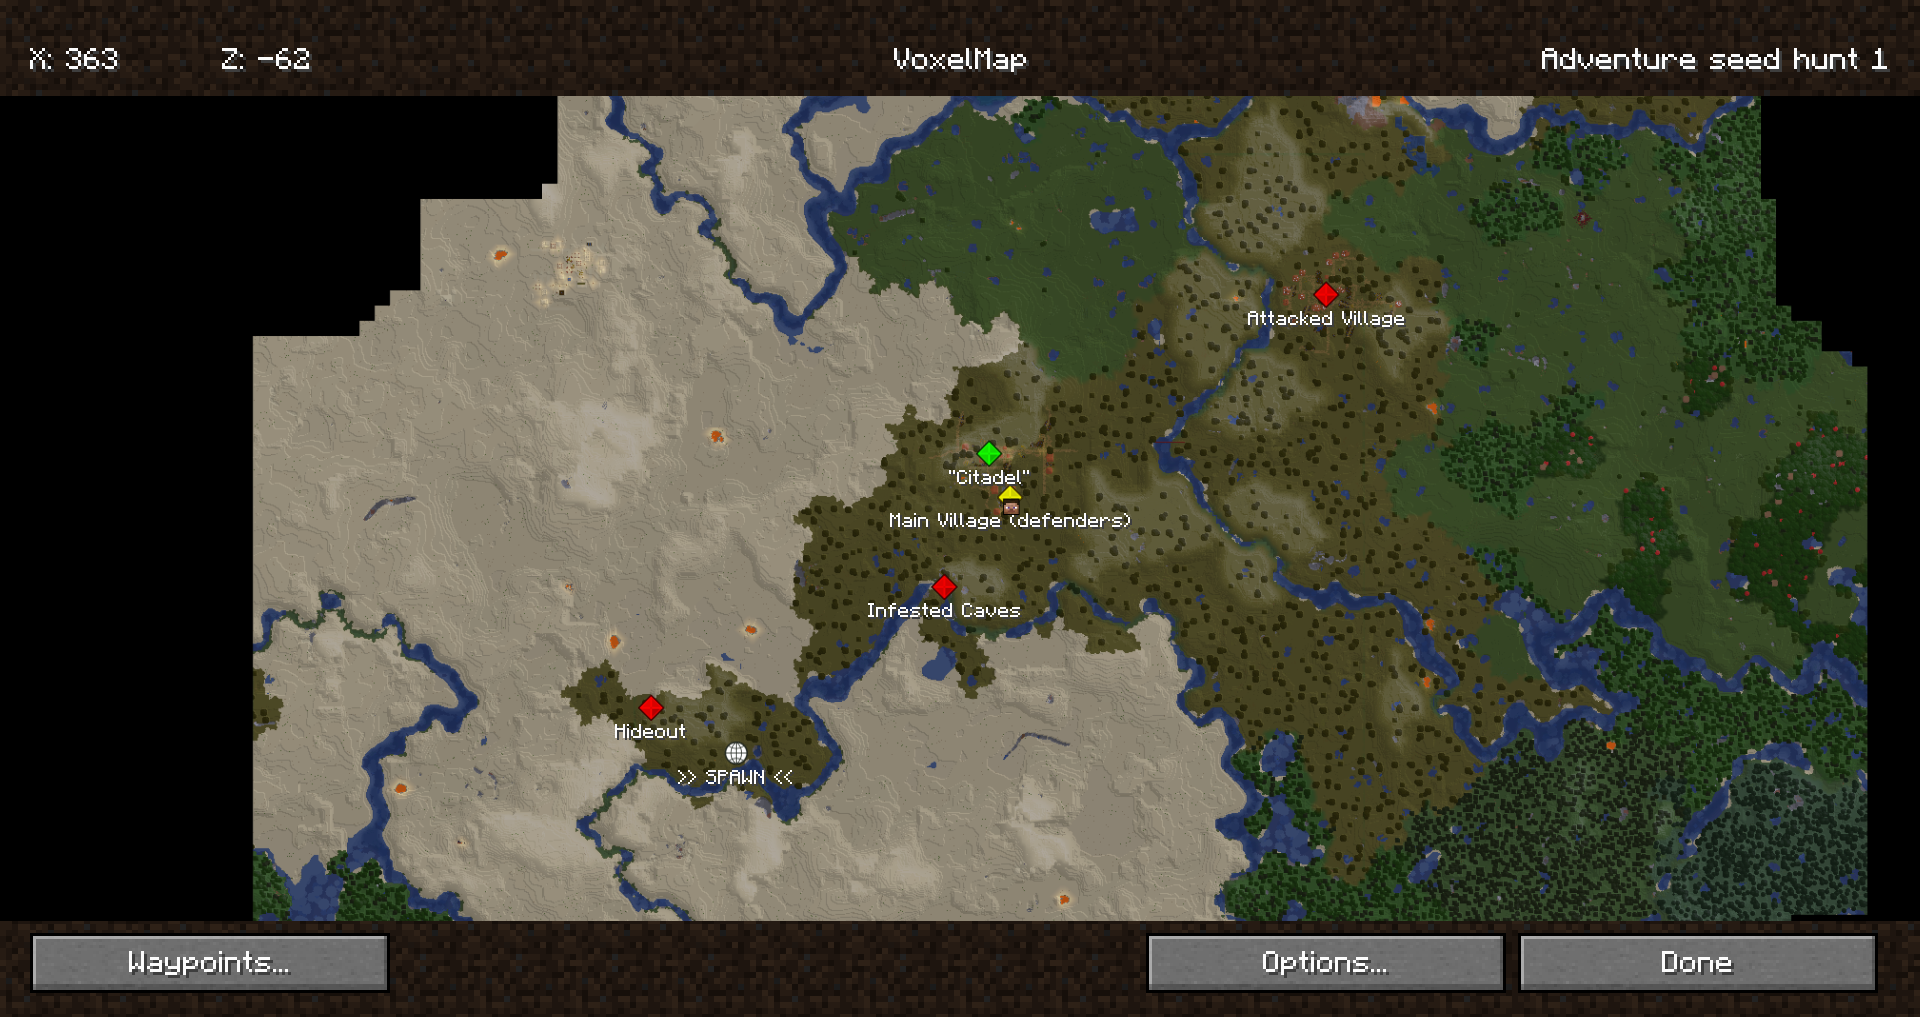 X: 363 Z: -62 VoxelMap Adventure seed hunt 1
Attacked Village
"Citadel"
Main Village (defenders)
Infested Caves
Hideout
>> SPAWN <<
Waypoints... Options... Done